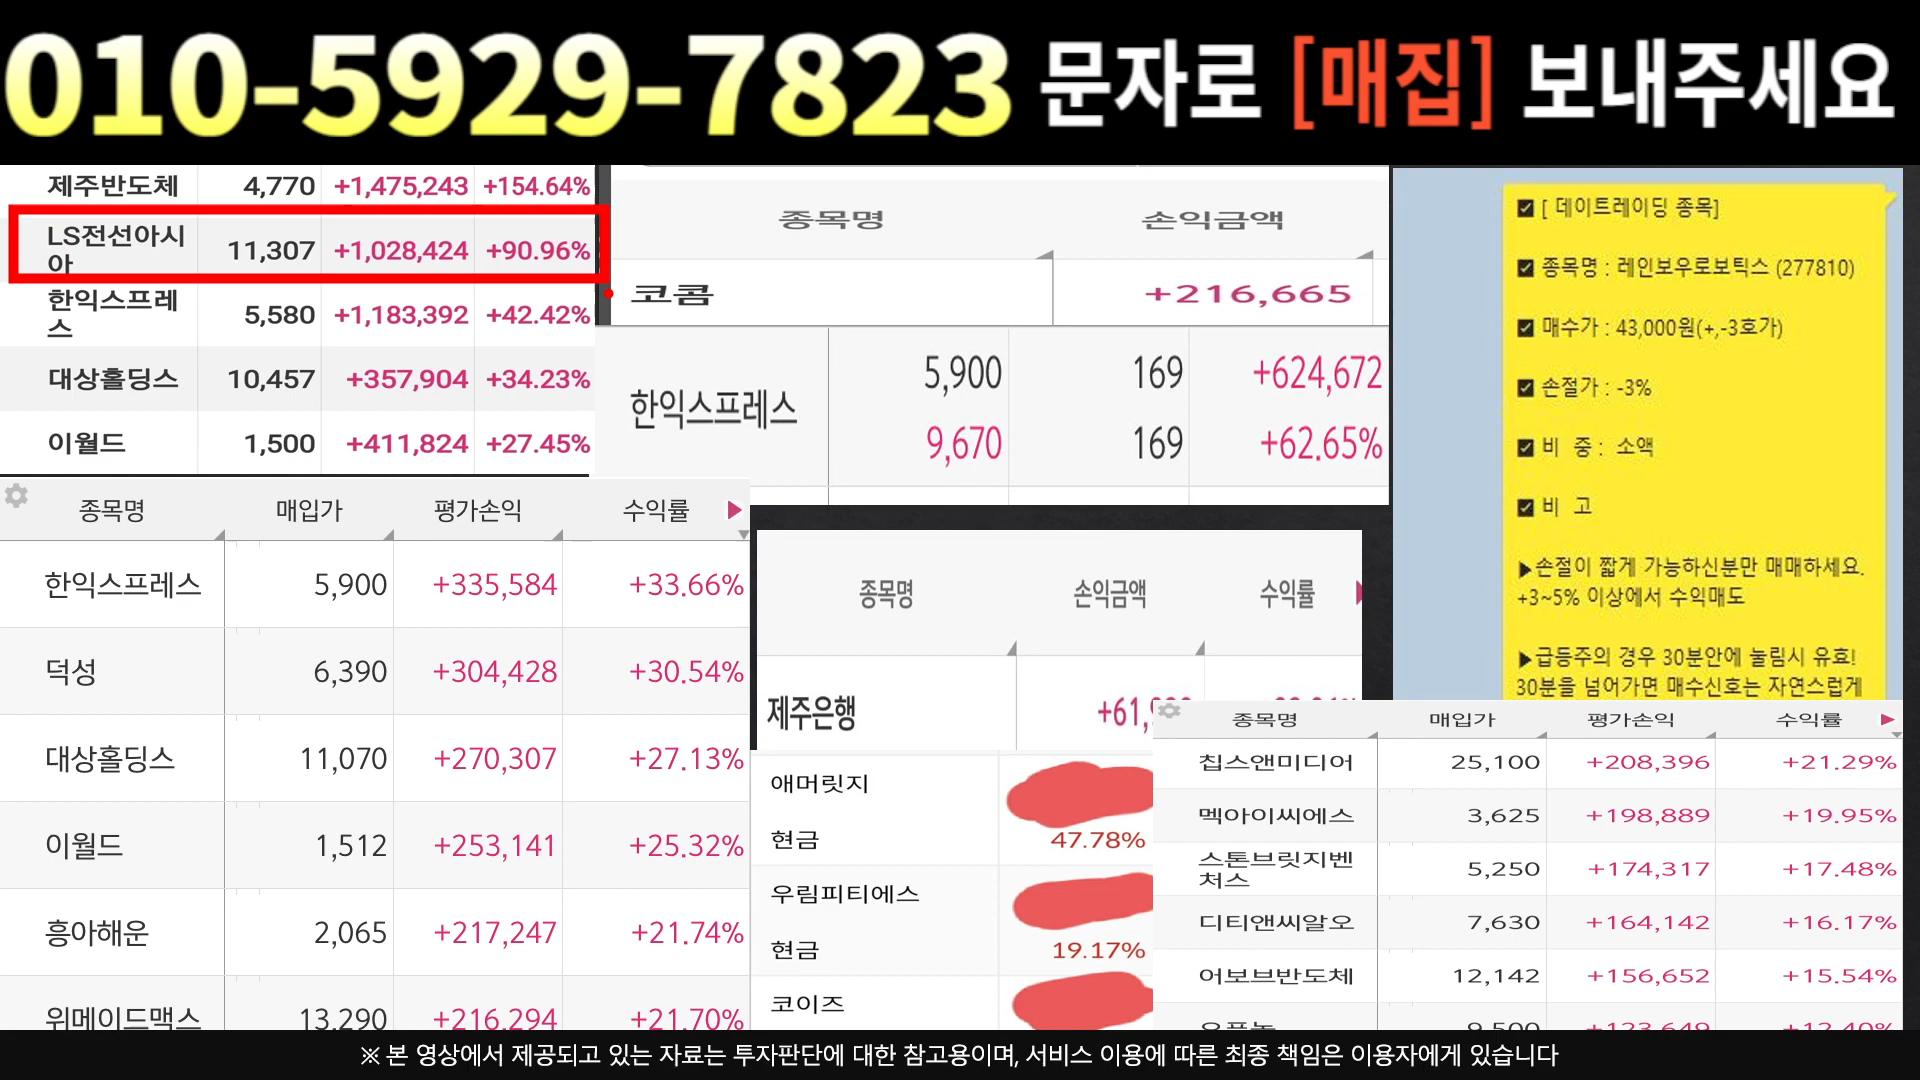 010-5929-7823 문자로 [매집] 보내주세요
제주반도체 4,770 +1,475,243 +154.64%
LS전선아시
아 11,307 +1,028,424 +90.96%
한익스프레
스 5,580 +1,183,392 +42.42%
대상홀딩스 10,457 +357,904 +34.23%
이월드 1,500 +411,824 +27.45%
종목명 손익금액
코콤 +216,665
한익스프레스
5,900 169 +624,672
9,670 169 +62.65%
☑ [ 데이트레이딩 종목]
☑ 종목명 : 레인보우로보틱스 (277810)
☑ 매수가 : 43,000원(+,-3호가)
☑ 손절가 : -3%
☑ 비 중 : 소액
☑ 비 고
▶손절이 짧게 가능하신분만 매매하세요.
+3~5% 이상에서 수익매도
▶급등주의 경우 30분안에 눌림시 유효!
30분을 넘어가면 매수신호는 자연스럽게
종목명 매입가 평가손익 수익률
한익스프레스 5,900 +335,584 +33.66%
덕성 6,390 +304,428 +30.54%
대상홀딩스 11,070 +270,307 +27.13%
이월드 1,512 +253,141 +25.32%
흥아해운 2,065 +217,247 +21.74%
위메이드맥스 13,290 +216,294 +21.70%
종목명 손익금액 수익률
제주은행 +61,
애머릿지
현금 47.78%
우림피티에스
현금 19.17%
코이즈
종목명 매입가 평가손익 수익률
칩스앤미디어 25,100 +208,396 +21.29%
멕아이씨에스 3,625 +198,889 +19.95%
스톤브릿지벤
처스 5,250 +174,317 +17.48%
디티앤씨알오 7,630 +164,142 +16.17%
어보브반도체 12,142 +156,652 +15.54%
9,500 +123,649 +12.40%
※ 본 영상에서 제공되고 있는 자료는 투자판단에 대한 참고용이며, 서비스 이용에 따른 최종 책임은 이용자에게 있습니다